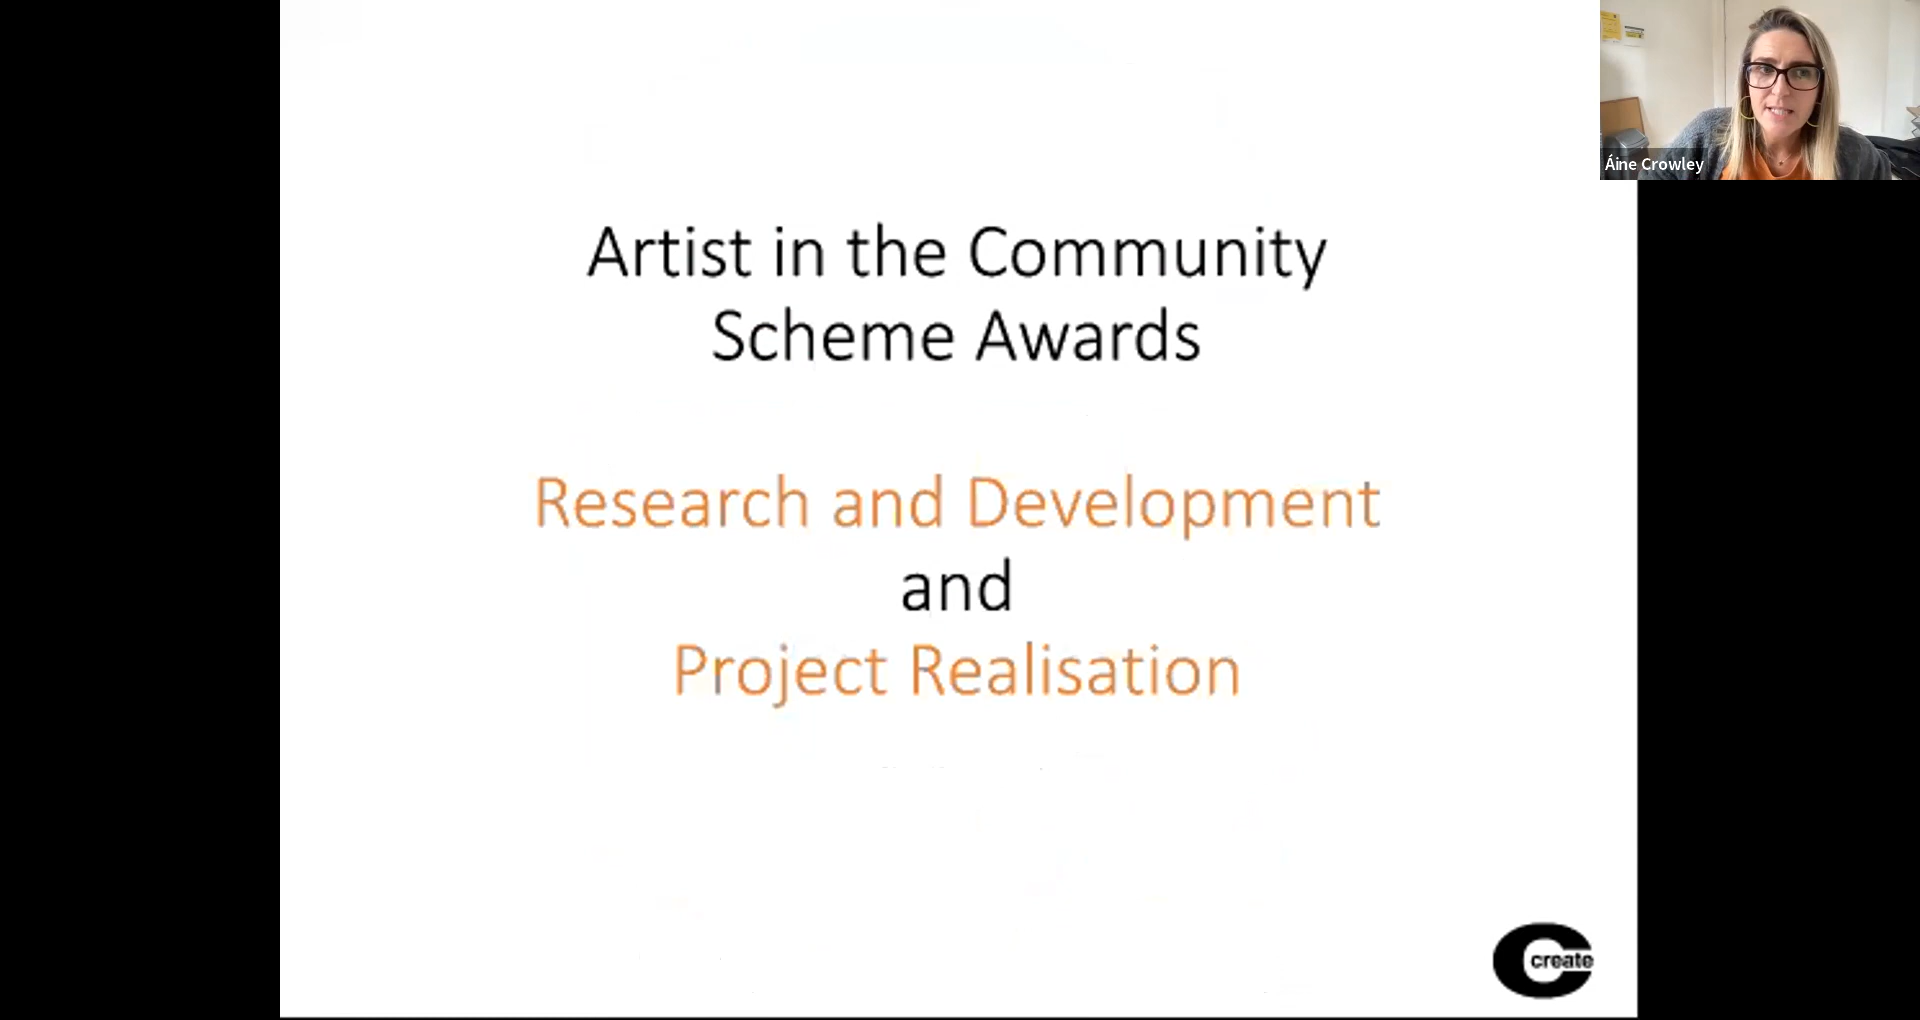 Artist in the Community
Scheme Awards
Research and Development
and
Project Realisation
create
Áine Crowley